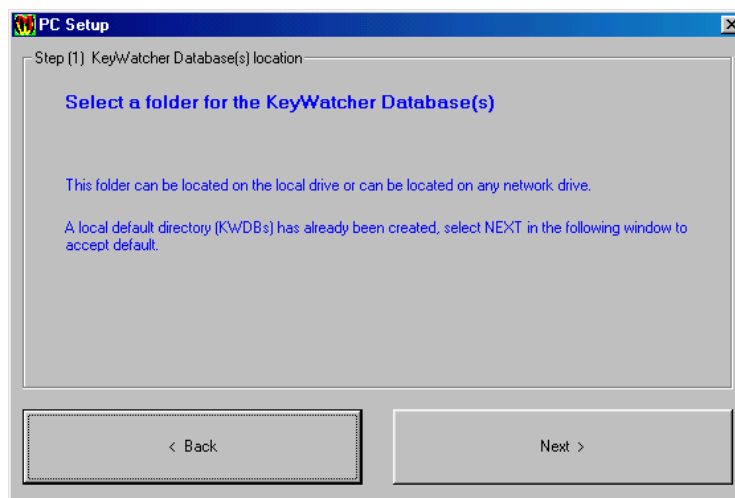 PC Setup
Step (1) KeyWatcher Database(s) location
Select a folder for the KeyWatcher Database(s)
This folder can be located on the local drive or can be located on any network drive.
A local default directory (KWDBs) has already been created, select NEXT in the following window to
accept default.
< Back
Next >